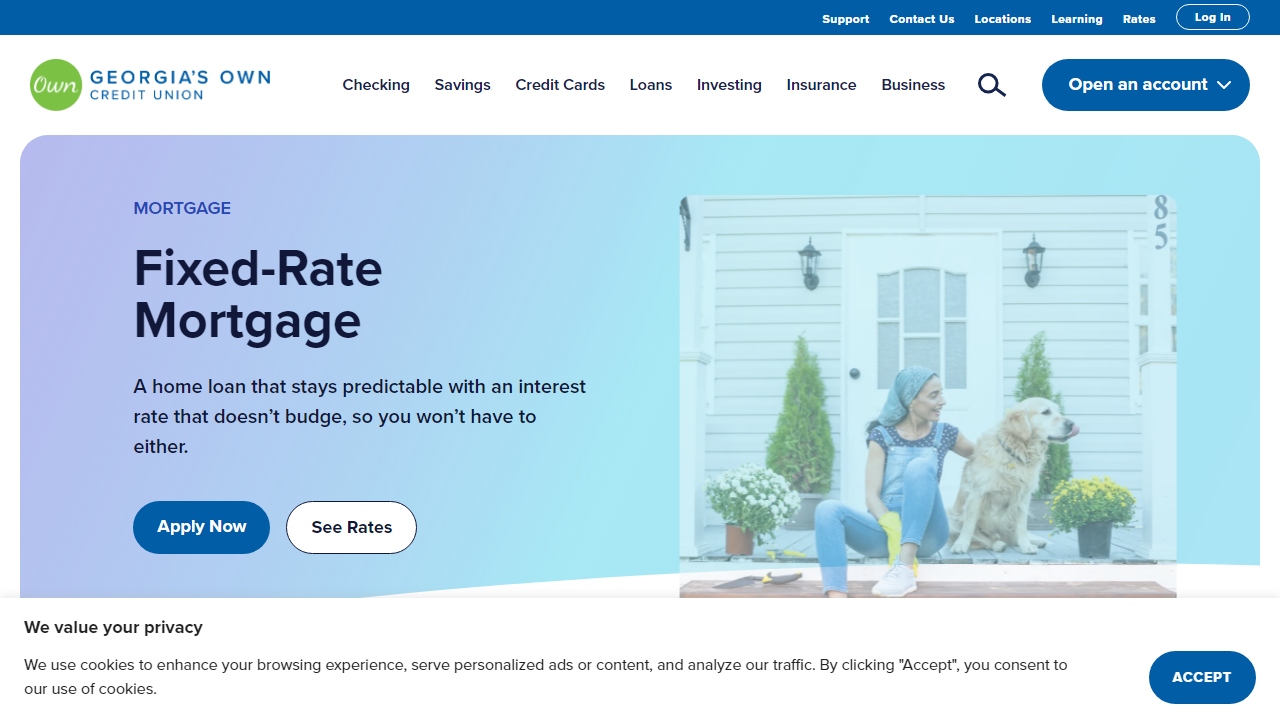 Support Contact Us Locations Learning Rates Log In
Own GEORGIA'S OWN
CREDIT UNION
Checking Savings Credit Cards Loans Investing Insurance Business Open an account
MORTGAGE
Fixed-Rate
Mortgage
A home loan that stays predictable with an interest
rate that doesn’t budge, so you won’t have to
either.
Apply Now See Rates
8
5
We value your privacy
We use cookies to enhance your browsing experience, serve personalized ads or content, and analyze our traffic. By clicking "Accept", you consent to
our use of cookies.
ACCEPT